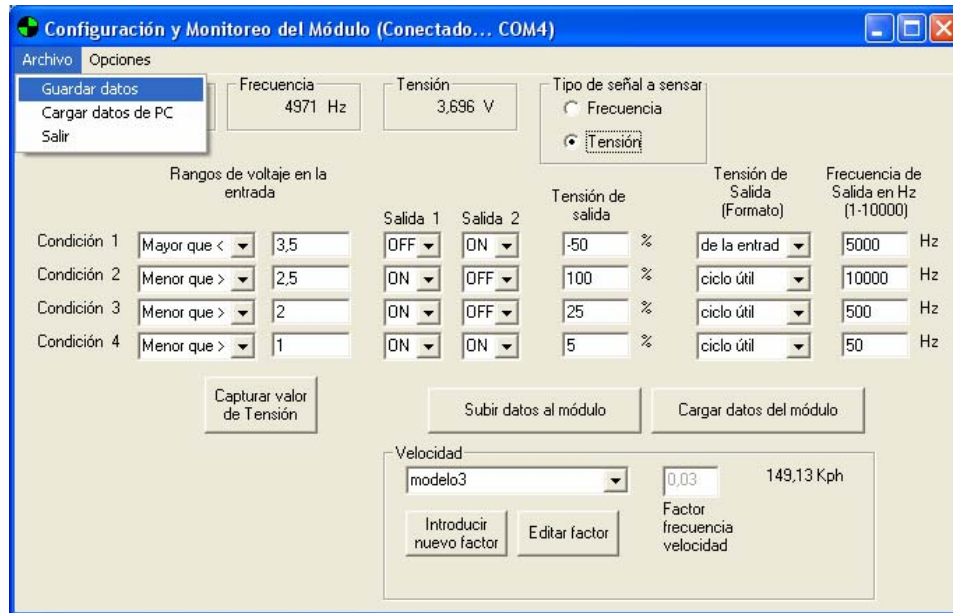 Configuración y Monitoreo del Módulo (Conectado... COM4)
Archivo Opciones
Guardar datos
Cargar datos de PC
Salir
Frecuencia
4971 Hz
Tensión
3,696 V
Tipo de señal a sensar
Frecuencia
Tensión
Rangos de voltaje en la
entrada
Salida 1
Salida 2
Tensión de
salida
Tensión de
Salida
(Formato)
Frecuencia de
Salida en Hz
(1-10000)
Condición 1 Mayor que < 3,5 OFF ON -50 % de la entrad 5000 Hz
Condición 2 Menor que > 2,5 ON OFF 100 % ciclo útil 10000 Hz
Condición 3 Menor que > 2 ON OFF 25 % ciclo útil 500 Hz
Condición 4 Menor que > 1 ON ON 5 % ciclo útil 50 Hz
Capturar valor
de Tensión
Subir datos al módulo
Cargar datos del módulo
Velocidad
modelo3
0,03
149,13 Kph
Factor
frecuencia
velocidad
Introducir
nuevo factor
Editar factor